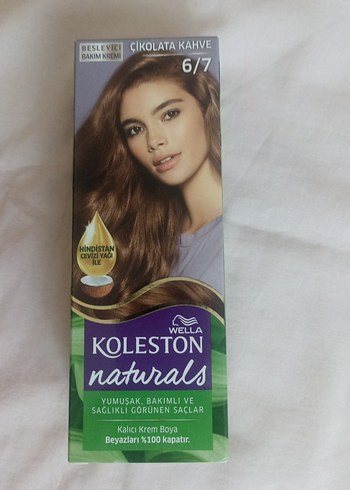 BESLEYİCİ
BAKIM KREMİ
ÇİKOLATA KAHVE
6/7
HİNDİSTAN
CEVİZİ YAĞI
İLE
WELLA
KOLESTON
naturals
YUMUŞAK, BAKIMLI VE
SAĞLIKLI GÖRÜNEN SAÇLAR
Kalıcı Krem Boya
Beyazları %100 kapatır.